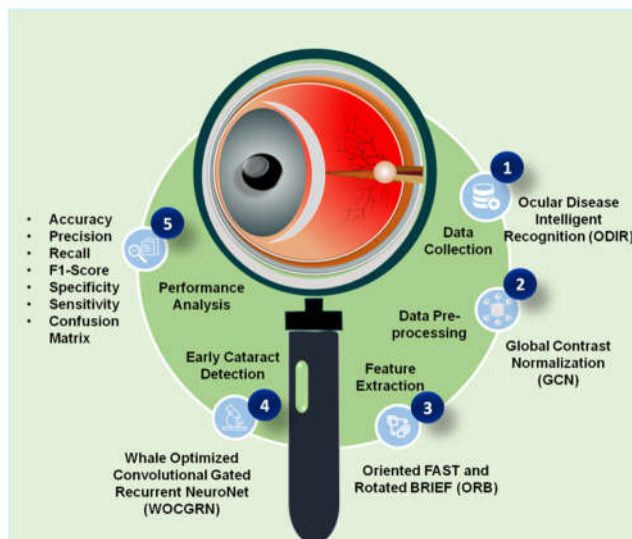 1
Ocular Disease
Intelligent
Recognition (ODIR)
Data
Collection
2
Data Pre-
processing
Global Contrast
Normalization
(GCN)
Feature
Extraction
3
Oriented FAST and
Rotated BRIEF (ORB)
Early Cataract
Detection
4
Whale Optimized
Convolutional Gated
Recurrent NeuroNet
(WOCGRN)
5
Performance
Analysis
• Accuracy
• Precision
• Recall
• F1-Score
• Specificity
• Sensitivity
• Confusion
Matrix